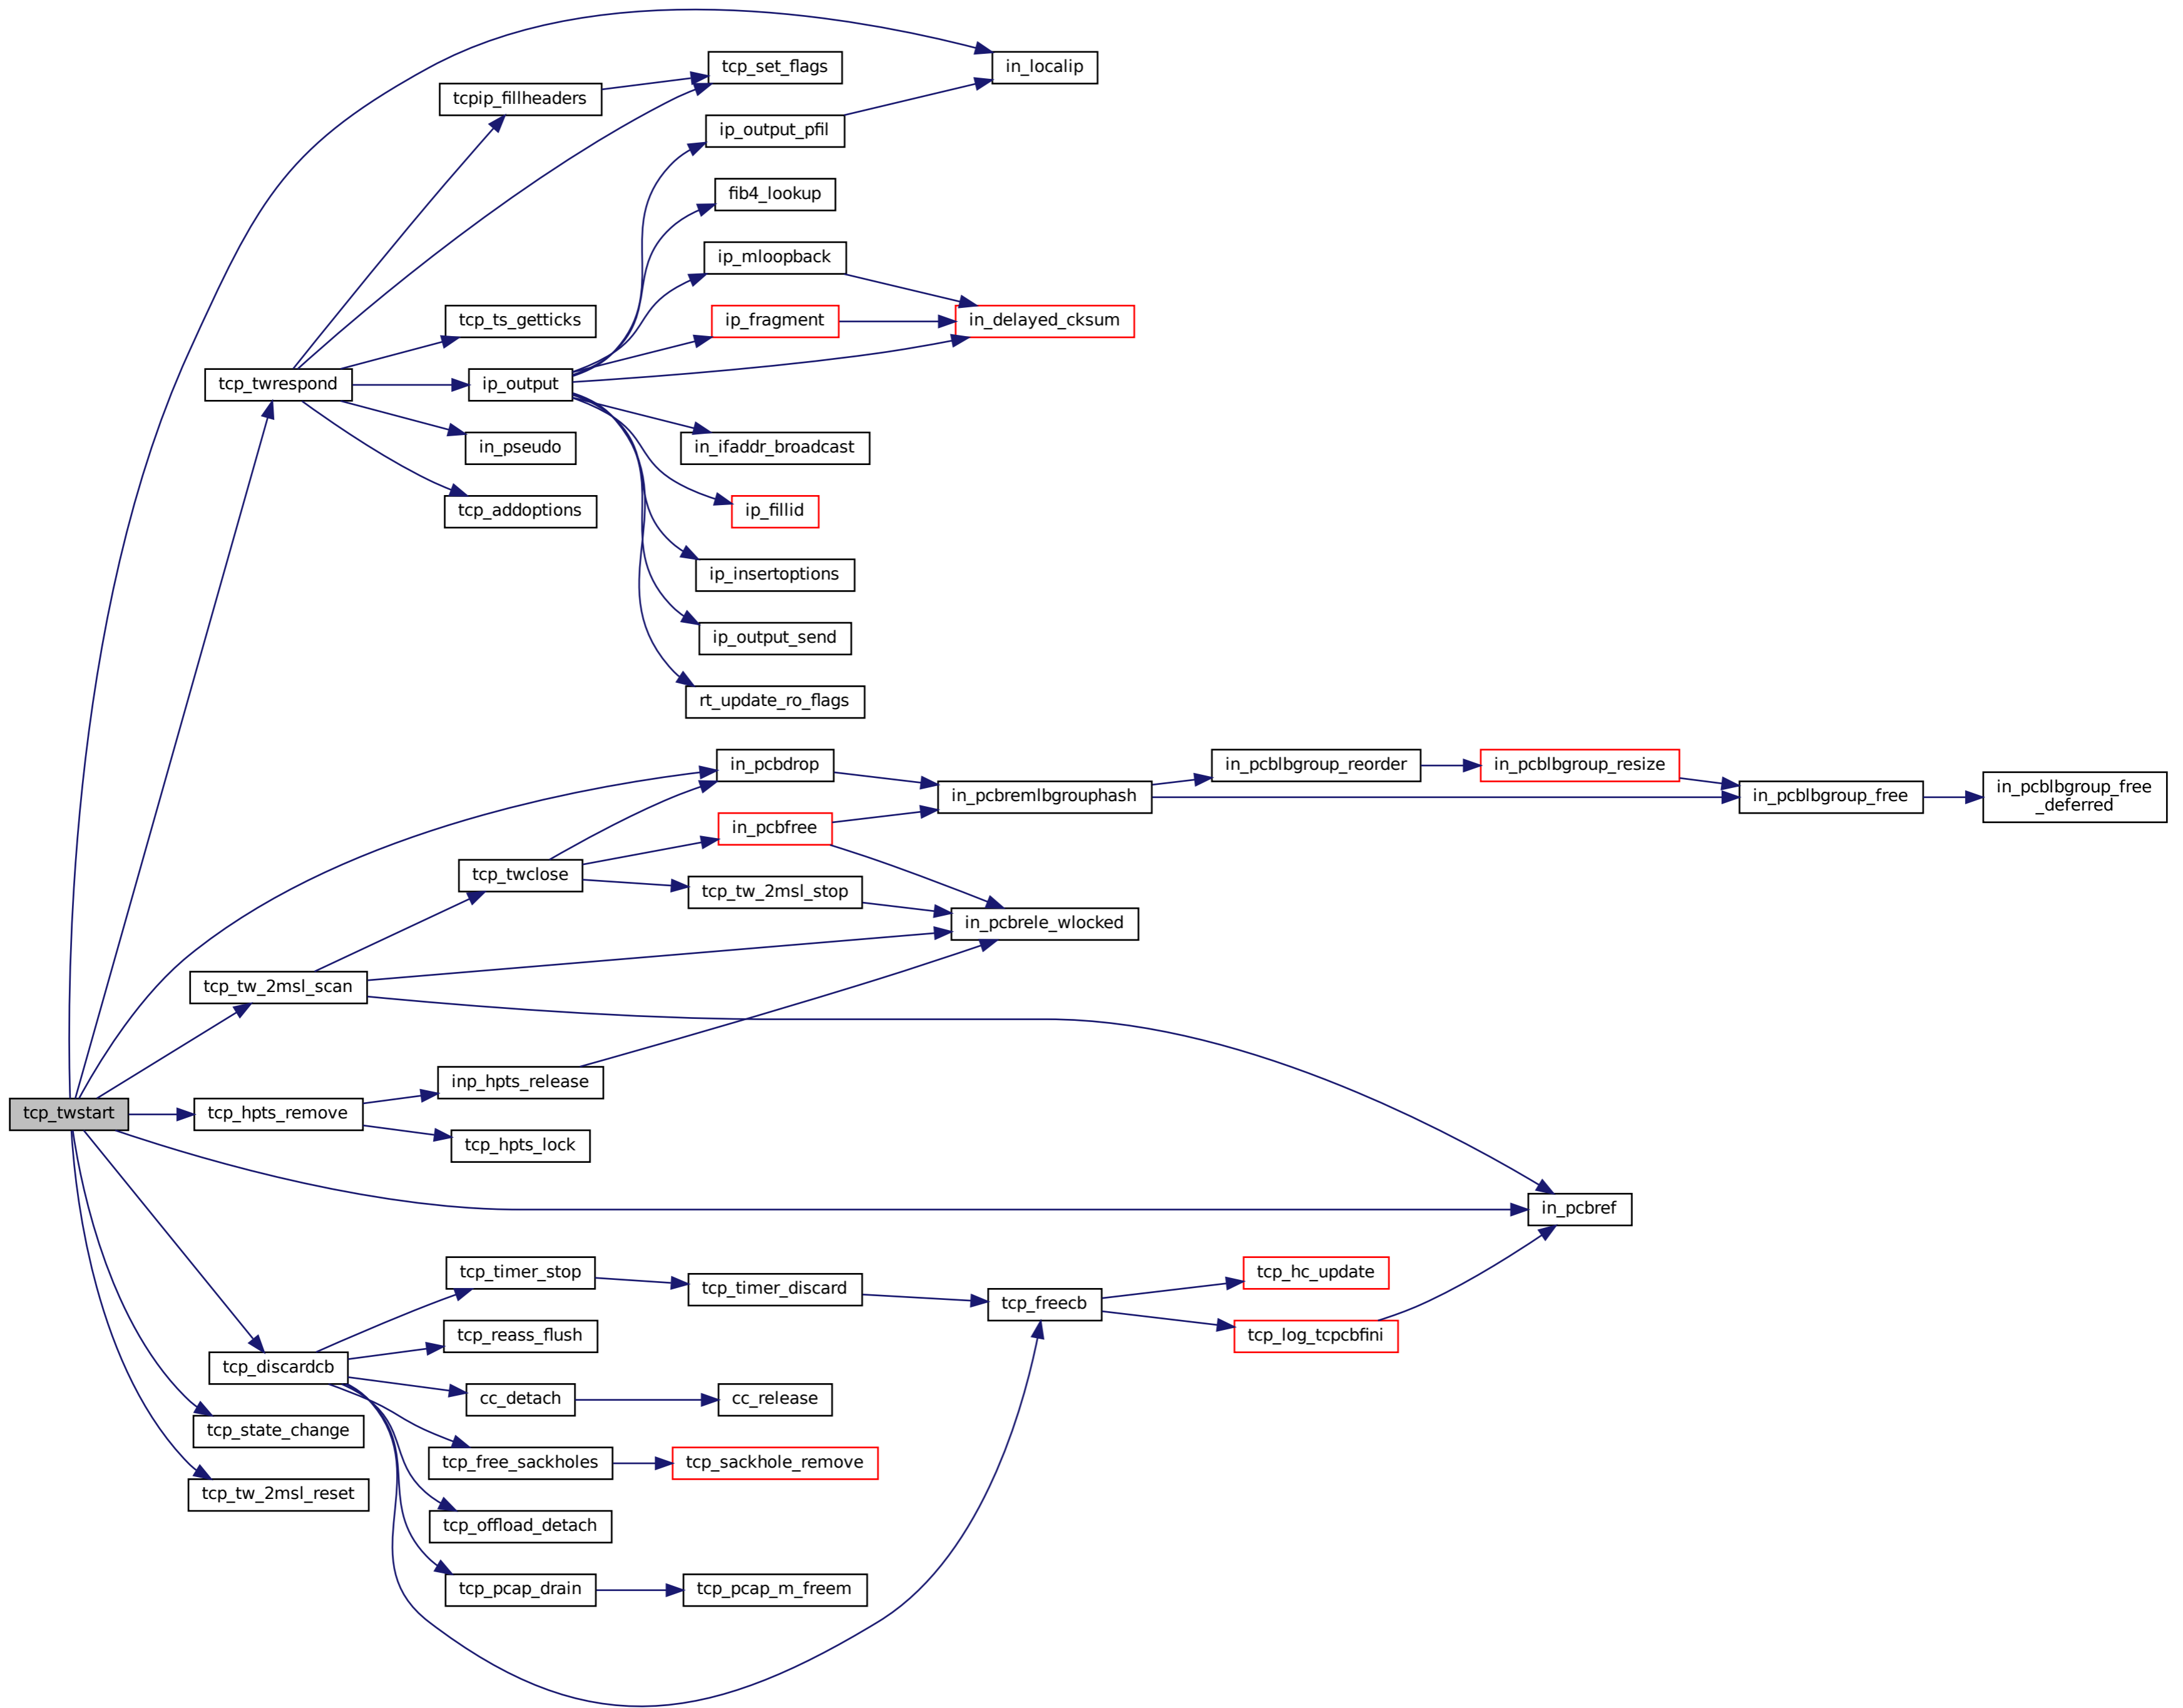 in_localip
tcp_set_flags
tcpip_fillheaders
ip_output_pfil
fib4_lookup
ip_mloopback
tcp_ts_getticks
ip_fragment
in_delayed_cksum
tcp_twrespond
ip_output
in_pseudo
in_ifaddr_broadcast
tcp_addoptions
ip_fillid
ip_insertoptions
ip_output_send
rt_update_ro_flags
in_pcbdrop
in_pcblbgroup_reorder
in_pcblbgroup_resize
in_pcbremlbgrouphash
in_pcblbgroup_free
in_pcblbgroup_free
_deferred
in_pcbfree
tcp_twclose
tcp_tw_2msl_stop
in_pcbrele_wlocked
tcp_tw_2msl_scan
inp_hpts_release
tcp_twstart
tcp_hpts_remove
tcp_hpts_lock
in_pcbref
tcp_timer_stop
tcp_timer_discard
tcp_hc_update
tcp_freecb
tcp_reass_flush
tcp_log_tcpcbfini
tcp_discardcb
cc_detach
cc_release
tcp_state_change
tcp_free_sackholes
tcp_sackhole_remove
tcp_tw_2msl_reset
tcp_offload_detach
tcp_pcap_drain
tcp_pcap_m_freem